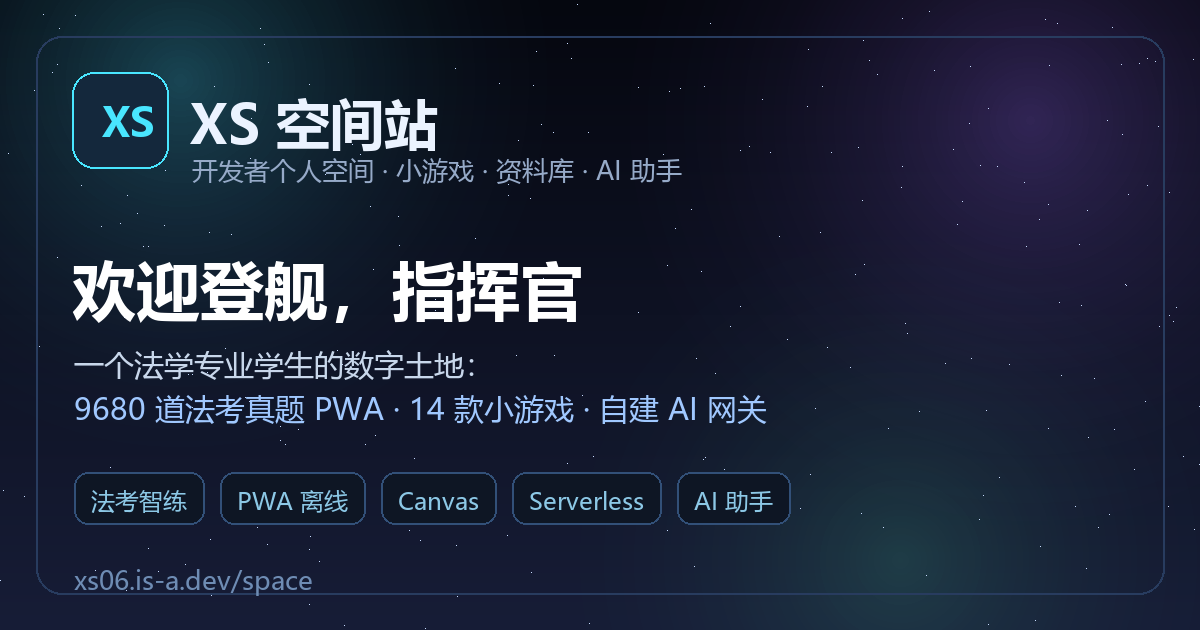 XS
XS 空间站
开发者个人空间 · 小游戏 · 资料库 · AI 助手
欢迎登舰，指挥官
一个法学专业学生的数字土地：
9680 道法考真题 PWA · 14 款小游戏 · 自建 AI 网关
法考智练
PWA 离线
Canvas
Serverless
AI 助手
xs06.is-a.dev/space